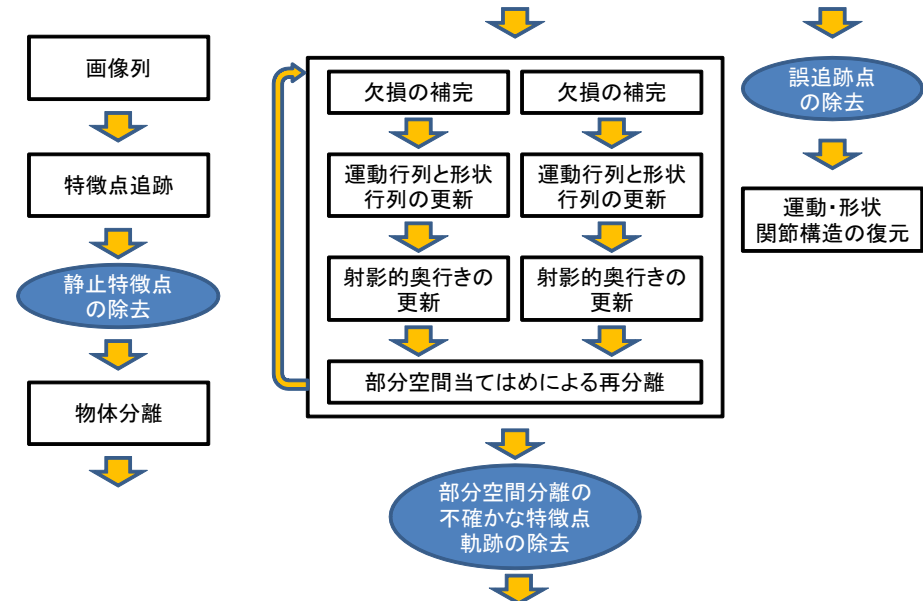 画像列
特徴点追跡
静止特徴点
の除去
物体分離
欠損の補完
運動行列と形状
行列の更新
射影的奥行きの
更新
欠損の補完
運動行列と形状
行列の更新
射影的奥行きの
更新
部分空間当てはめによる再分離
部分空間分離の
不確かな特徴点
軌跡の除去
誤追跡点
の除去
運動・形状
関節構造の復元